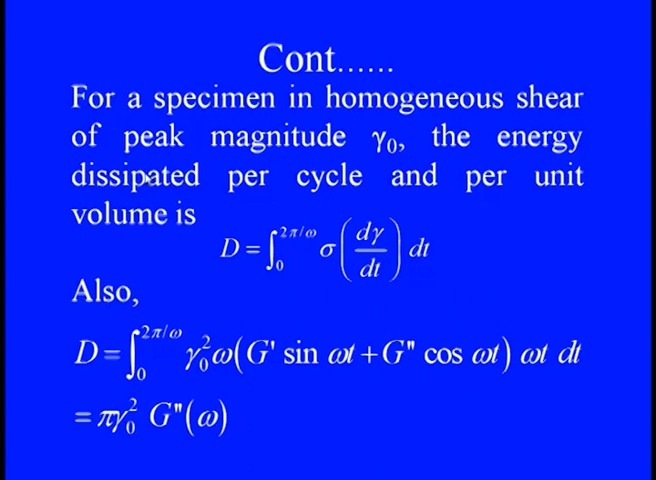 Cont......
For a specimen in homogeneous shear
of peak magnitude γ₀, the energy
dissipated per cycle and per unit
volume is
D = ∫₀^{2π/ω} σ (dγ/dt) dt
Also,
D = ∫₀^{2π/ω} γ₀² ω (G' sin ωt + G" cos ωt) ωt dt
= πγ₀² G"(ω)